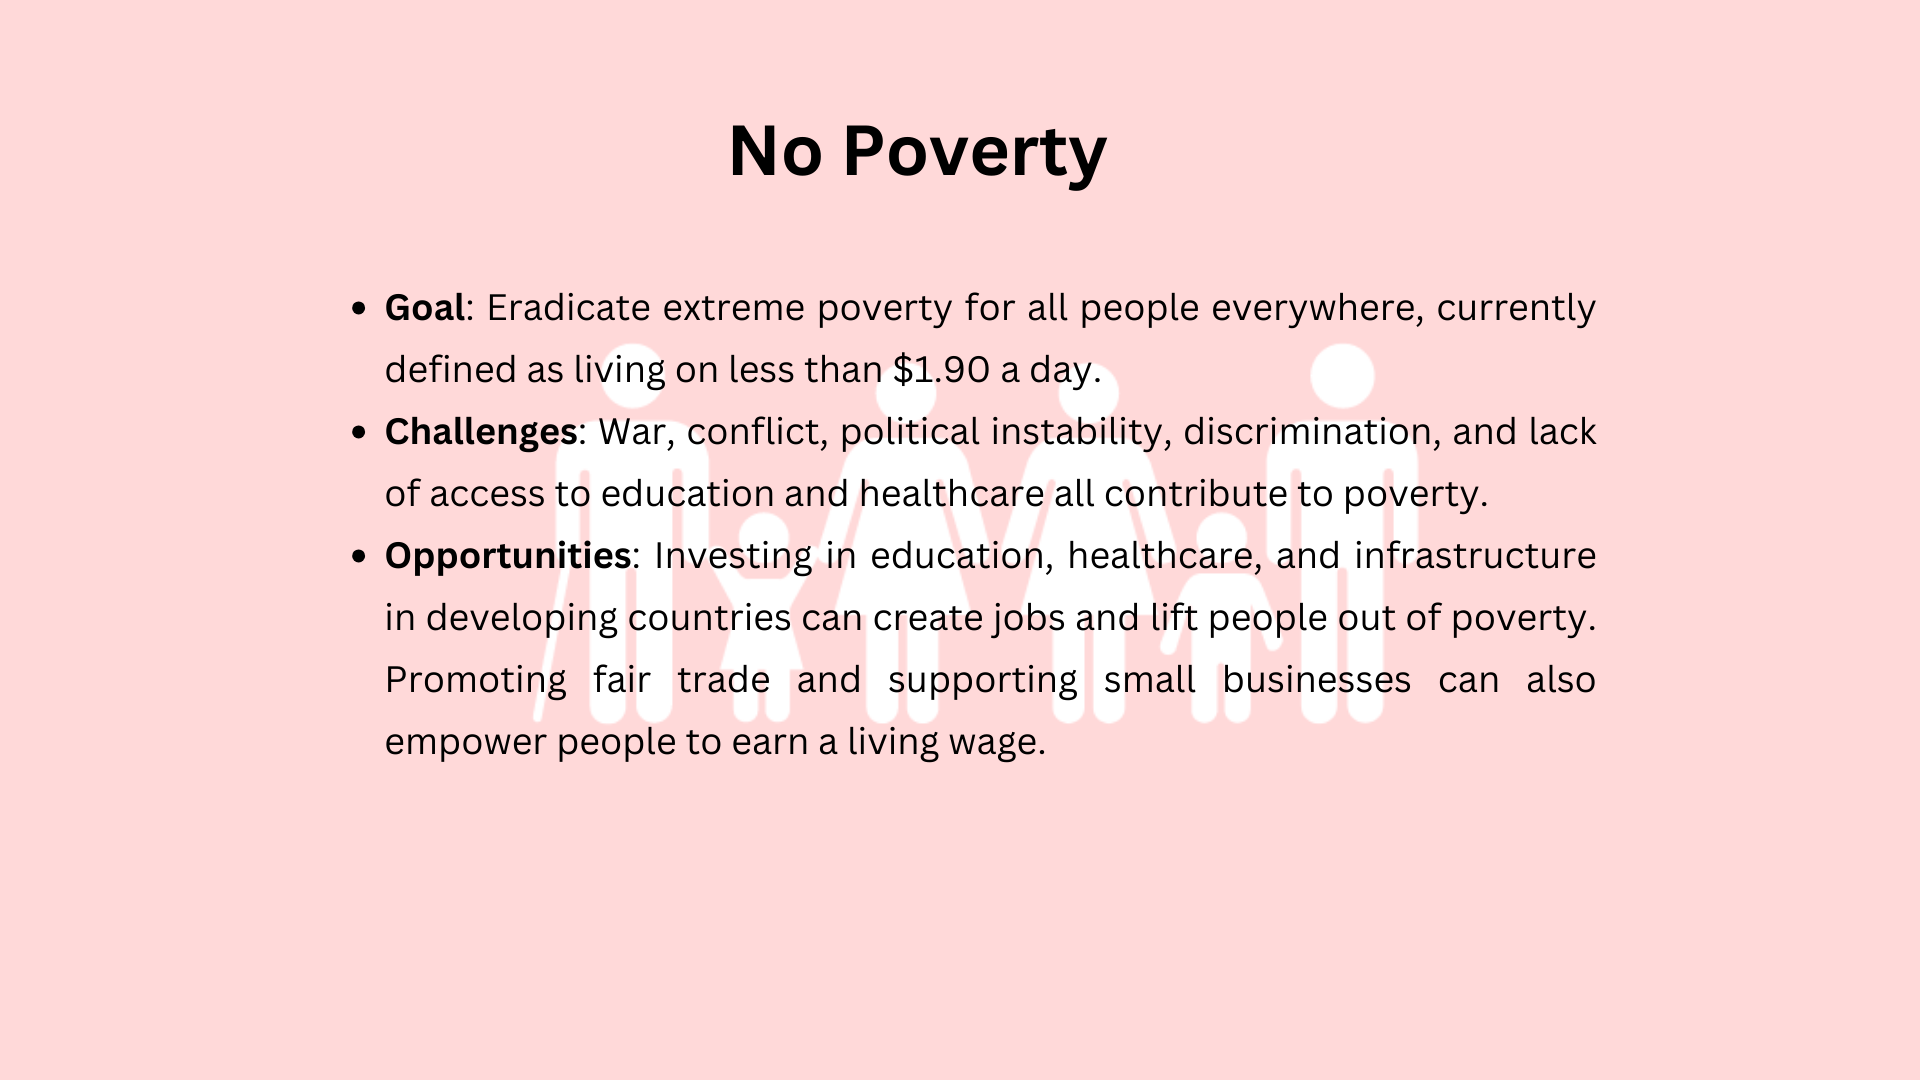 No Poverty
• Goal: Eradicate extreme poverty for all people everywhere, currently
defined as living on less than $1.90 a day.
• Challenges: War, conflict, political instability, discrimination, and lack
of access to education and healthcare all contribute to poverty.
• Opportunities: Investing in education, healthcare, and infrastructure
in developing countries can create jobs and lift people out of poverty.
Promoting fair trade and supporting small businesses can also
empower people to earn a living wage.